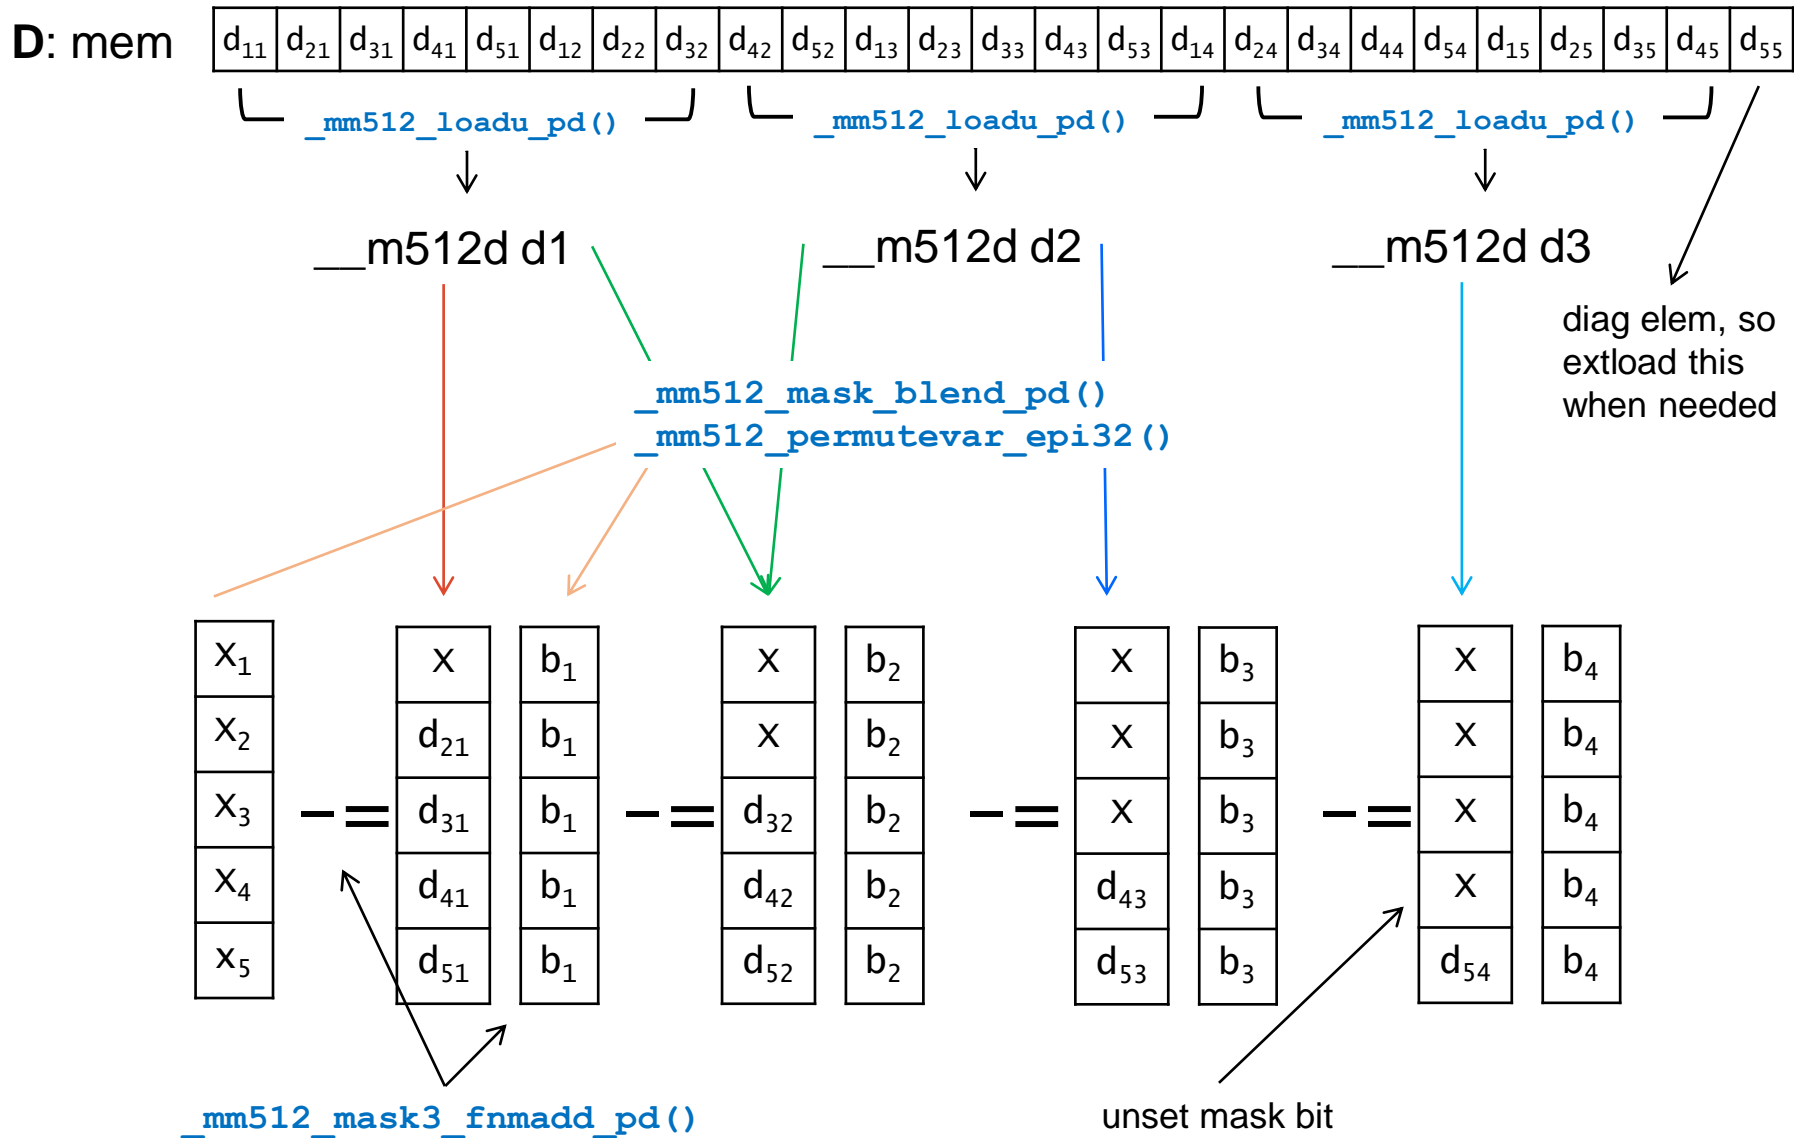 D: mem d₁₁ d₂₁ d₃₁ d₄₁ d₅₁ d₁₂ d₂₂ d₃₂ d₄₂ d₅₂ d₁₃ d₂₃ d₃₃ d₄₃ d₅₃ d₁₄ d₂₄ d₃₄ d₄₄ d₅₄ d₁₅ d₂₅ d₃₅ d₄₅ d₅₅
_mm512_loadu_pd() _mm512_loadu_pd() _mm512_loadu_pd()
__m512d d1 __m512d d2 __m512d d3
diag elem, so
extload this
when needed
_mm512_mask_blend_pd()
_mm512_permutevar_epi32()
x₁ x b₁ x b₂ x b₃ x b₄
x₂ d₂₁ b₁ x b₂ x b₃ x b₄
x₃ −= d₃₁ b₁ −= d₃₂ b₂ −= x b₃ −= x b₄
x₄ d₄₁ b₁ d₄₂ b₂ d₄₃ b₃ x b₄
x₅ d₅₁ b₁ d₅₂ b₂ d₅₃ b₃ d₅₄ b₄
_mm512_mask3_fnmadd_pd() unset mask bit